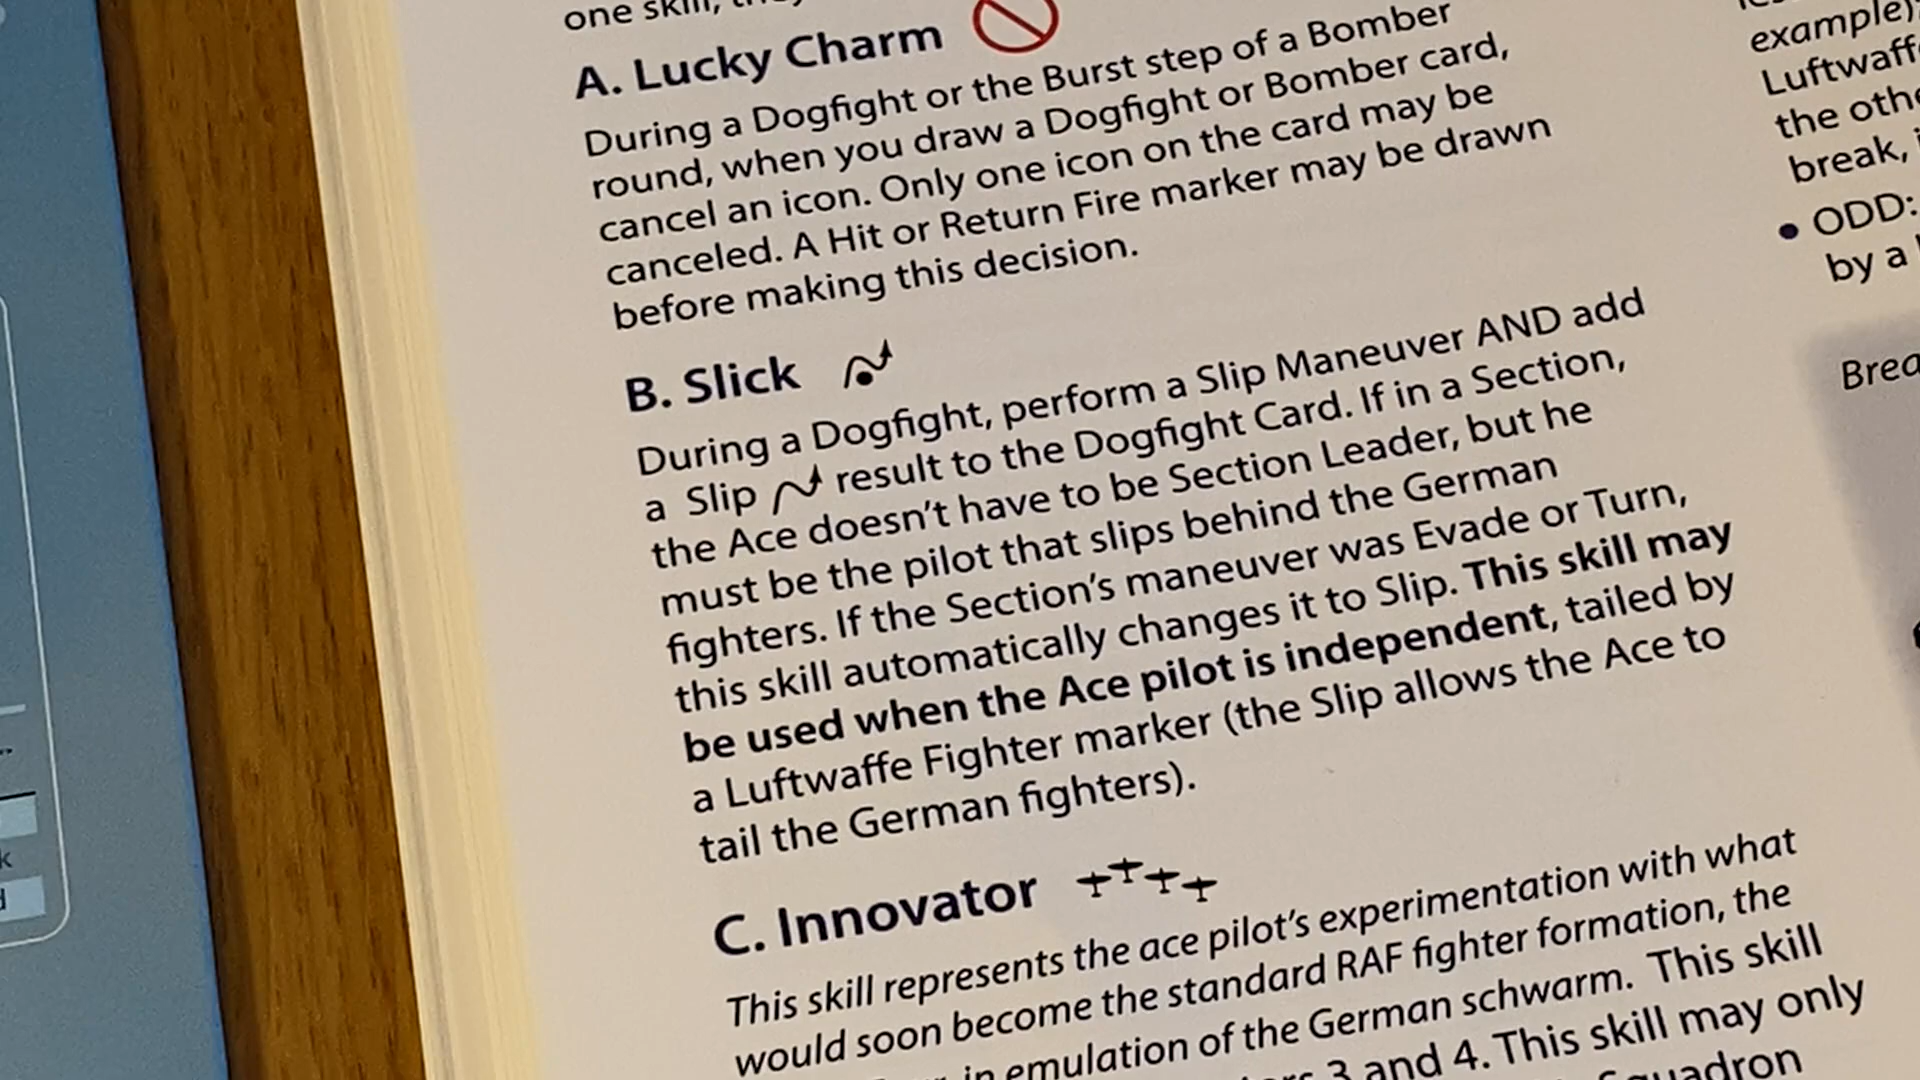 one skill, they
A. Lucky Charm
During a Dogfight or the Burst step of a Bomber
round, when you draw a Dogfight or Bomber card,
cancel an icon. Only one icon on the card may be
canceled. A Hit or Return Fire marker may be drawn
before making this decision.
B. Slick
During a Dogfight, perform a Slip Maneuver AND add
a Slip result to the Dogfight Card. If in a Section,
the Ace doesn't have to be Section Leader, but he
must be the pilot that slips behind the German
fighters. If the Section's maneuver was Evade or Turn,
this skill automatically changes it to Slip. This skill may
be used when the Ace pilot is independent, tailed by
a Luftwaffe Fighter marker (the Slip allows the Ace to
tail the German fighters).
C. Innovator
This skill represents the ace pilot's experimentation with what
would soon become the standard RAF fighter formation, the
in emulation of the German schwarm. This skill
3 and 4. This skill may only
Squadron
example)
Luftwaff
the othe
break,
• ODD:
by a
Brea
k
d